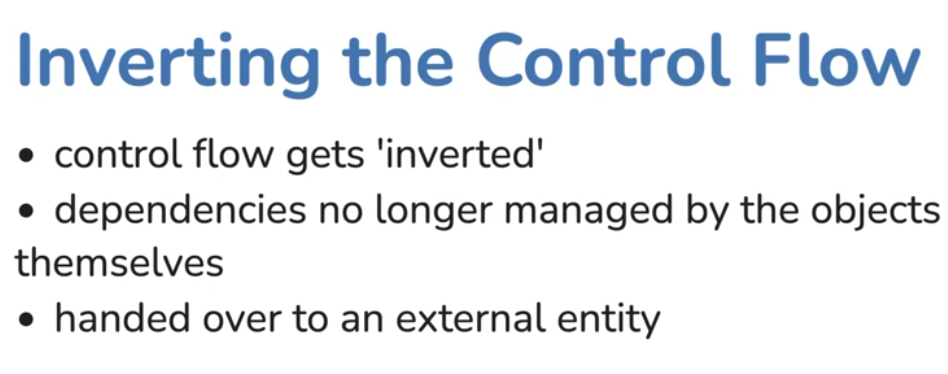 Inverting the Control Flow
• control flow gets 'inverted'
• dependencies no longer managed by the objects
themselves
• handed over to an external entity